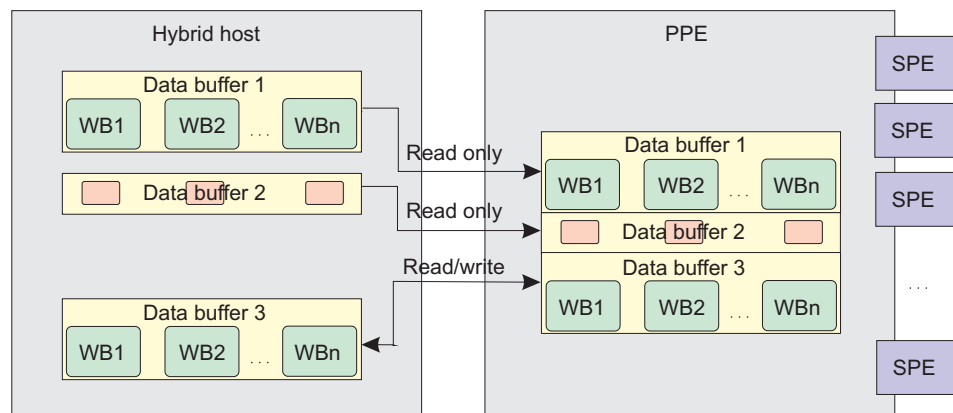 Hybrid host
Data buffer 1
WB1 WB2 ... WBn
Data buffer 2
Data buffer 3
WB1 WB2 ... WBn
Read only
Read only
Read/write
PPE
Data buffer 1
WB1 WB2 ... WBn
Data buffer 2
Data buffer 3
WB1 WB2 ... WBn
SPE
SPE
SPE
...
SPE